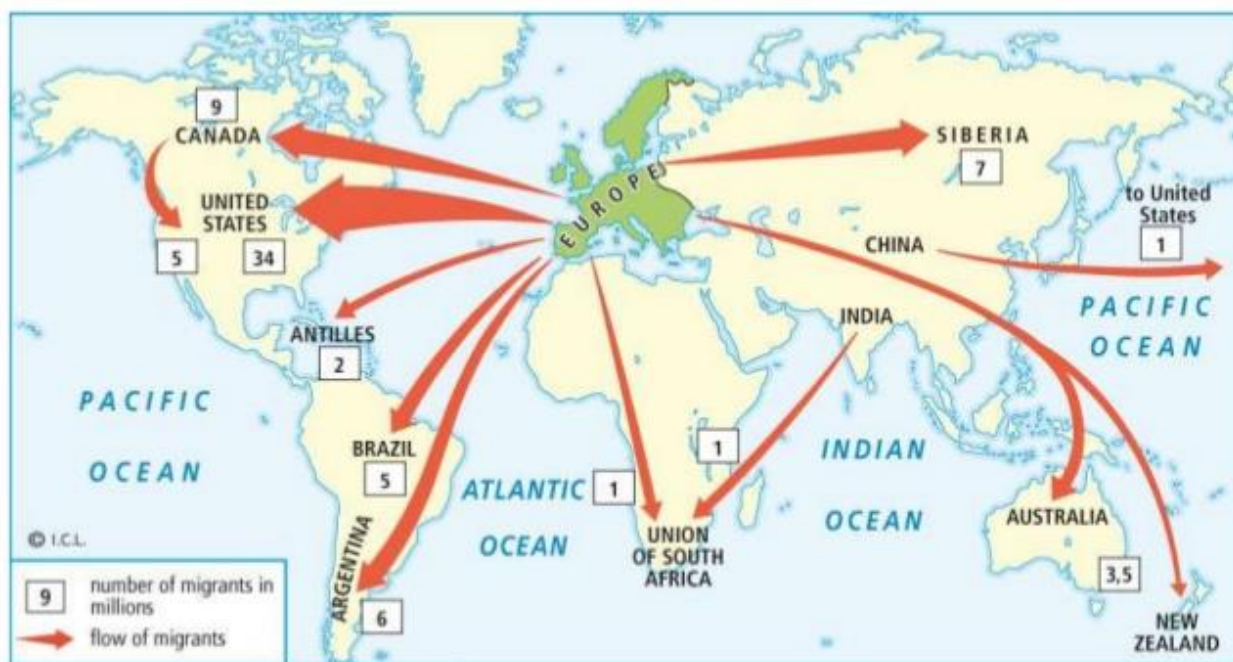 9
CANADA
UNITED
STATES
5
34
ANTILLES
2
PACIFIC
OCEAN
BRAZIL
5
ARGENTINA
6
ATLANTIC
OCEAN
EUROPE
SIBERIA
7
to United
States
1
CHINA
PACIFIC
OCEAN
INDIA
1
1
INDIAN
OCEAN
UNION
OF SOUTH
AFRICA
AUSTRALIA
3,5
NEW
ZEALAND
© I.C.L.
9
number of migrants in
millions
flow of migrants